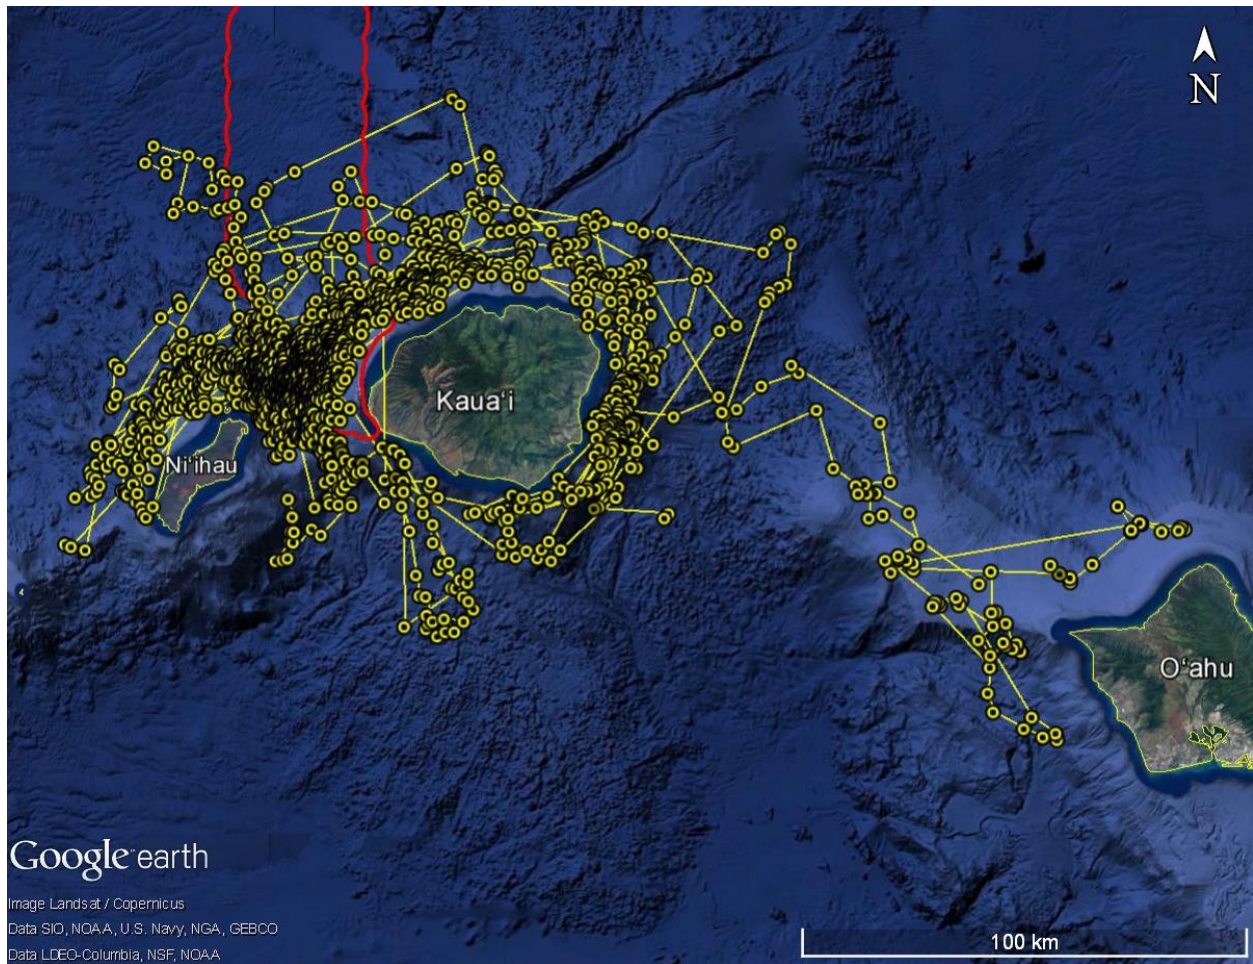 N
Kaua'i
Ni'ihau
O'ahu
Google earth
Image Landsat / Copernicus
Data SIO, NOAA, U.S. Navy, NGA, GEBCO
Data LDEO-Columbia, NSF, NOAA
100 km